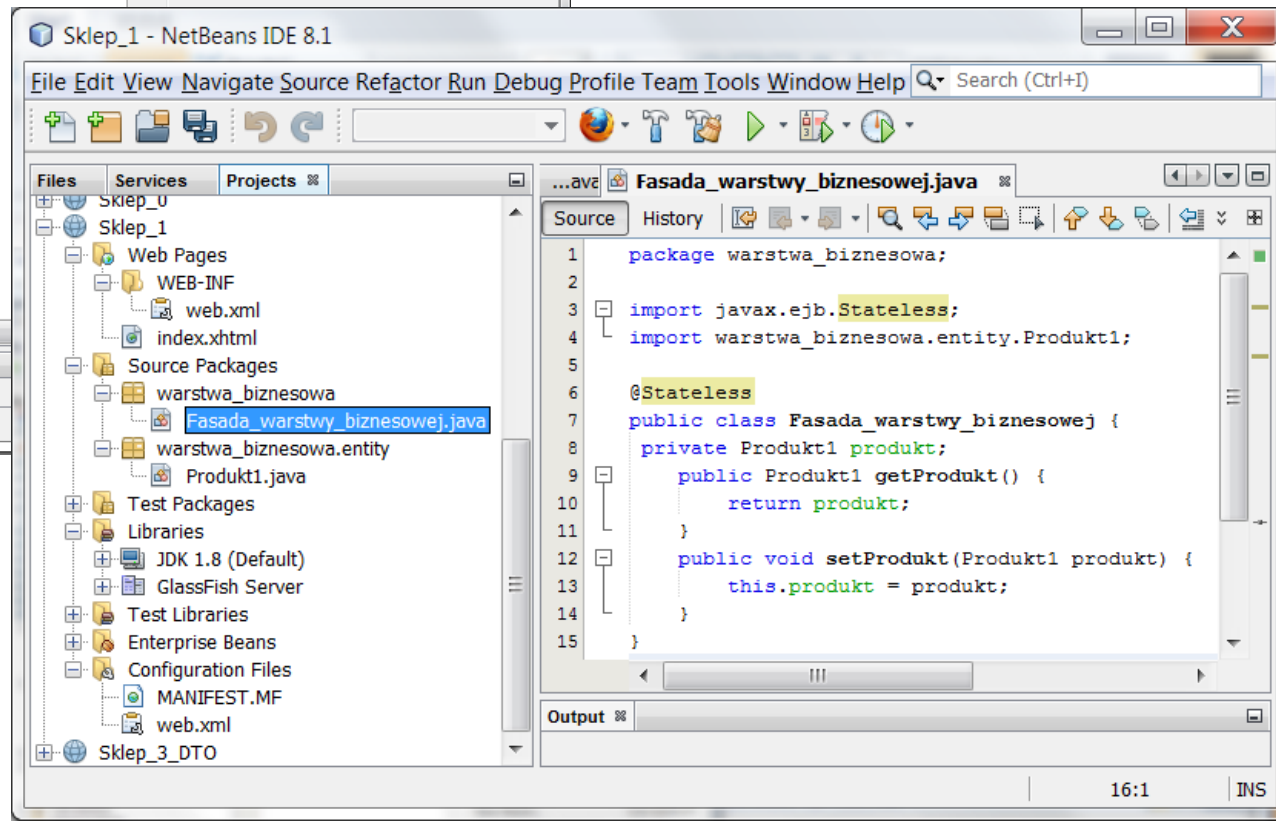 Sklep_1 - NetBeans IDE 8.1
File Edit View Navigate Source Refactor Run Debug Profile Team Tools Window Help Search (Ctrl+I)
Files Services Projects
Sklep_0
Sklep_1
Web Pages
WEB-INF
web.xml
index.xhtml
Source Packages
warstwa_biznesowa
Fasada_warstwy_biznesowej.java
warstwa_biznesowa.entity
Produkt1.java
Test Packages
Libraries
JDK 1.8 (Default)
GlassFish Server
Test Libraries
Enterprise Beans
Configuration Files
MANIFEST.MF
web.xml
Sklep_3_DTO
...ava Fasada_warstwy_biznesowej.java
Source History
1 package warstwa_biznesowa;
2
3 import javax.ejb.Stateless;
4 import warstwa_biznesowa.entity.Produkt1;
5
6 @Stateless
7 public class Fasada_warstwy_biznesowej {
8 private Produkt1 produkt;
9 public Produkt1 getProdukt() {
10 return produkt;
11 }
12 public void setProdukt(Produkt1 produkt) {
13 this.produkt = produkt;
14 }
15 }
Output
16:1 INS